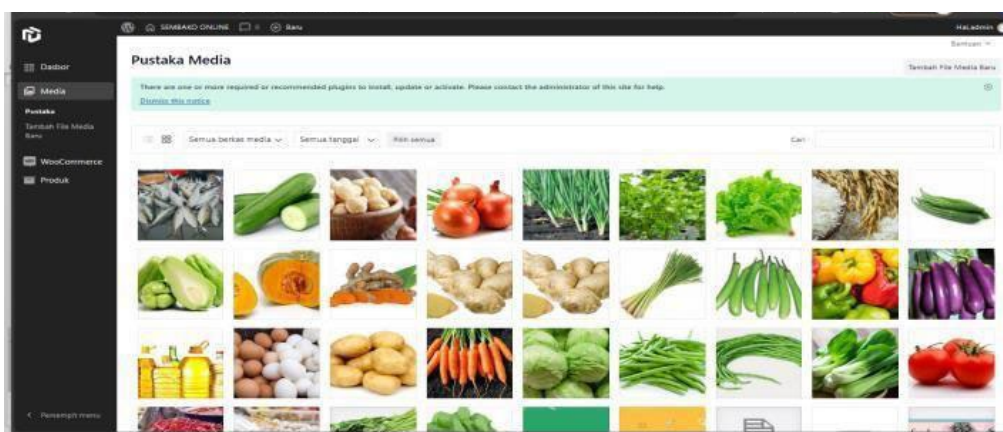 SEMBAKO ONLINE
Baru
Hai,admin
Bantuan
Dasbor
Media
Pustaka
Tambah File Media
Baru
WooCommerce
Produk
Persempit menu
Pustaka Media
Tambah File Media Baru
There are one or more required or recommended plugins to install, update or activate. Please contact the administrator of this site for help.
Dismiss this notice
Semua berkas media
Semua tanggal
Pilih semua
Cari